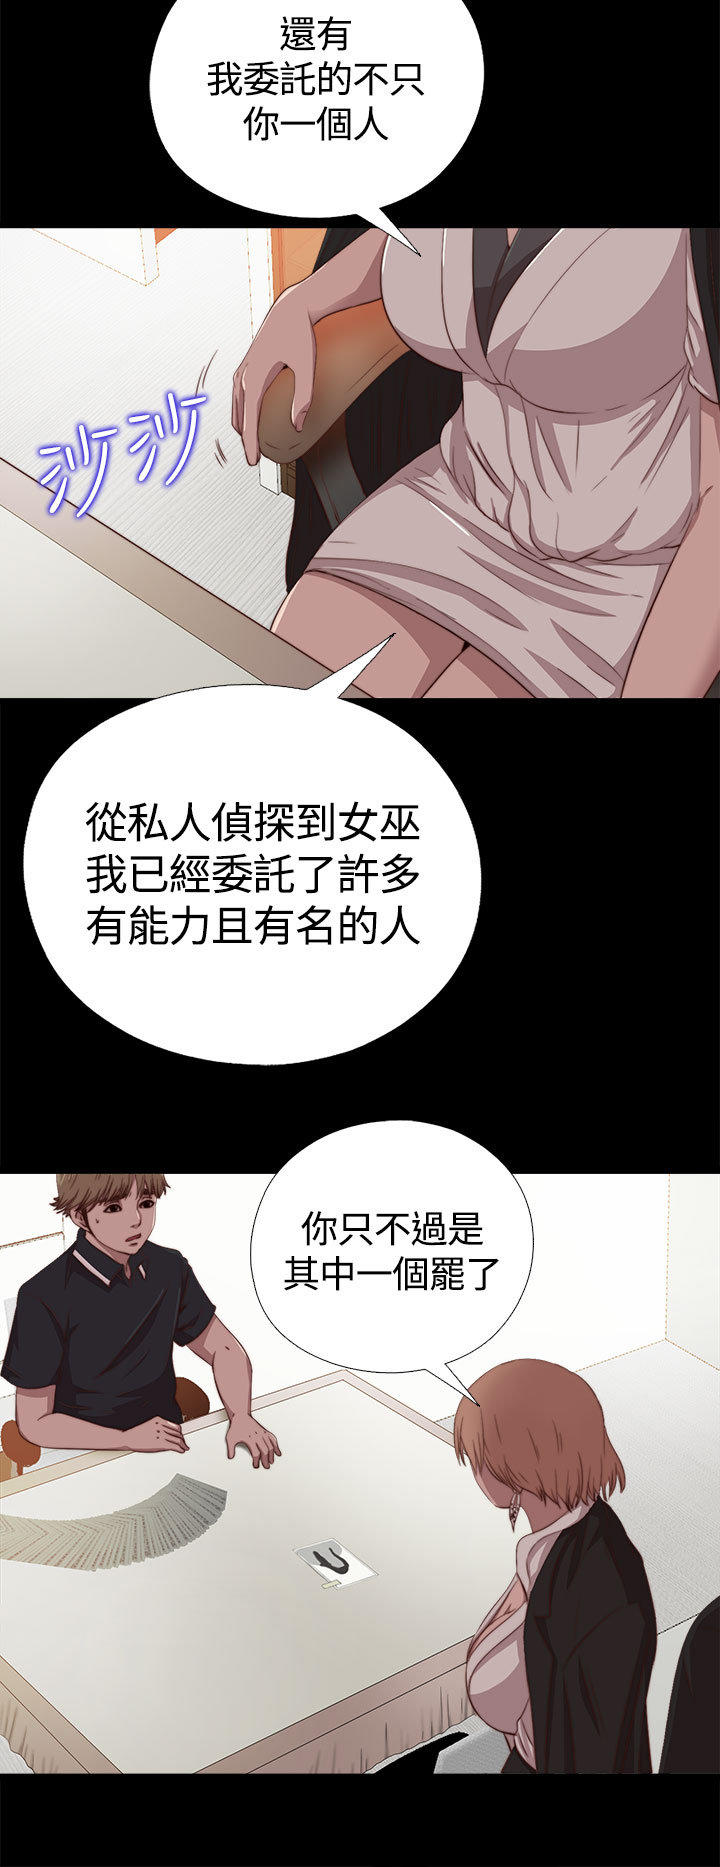 還有
我委託的不只
你一個人
沙沙
從私人偵探到女巫
我已經委託了許多
有能力且有名的人
你只不過是
其中一個罷了